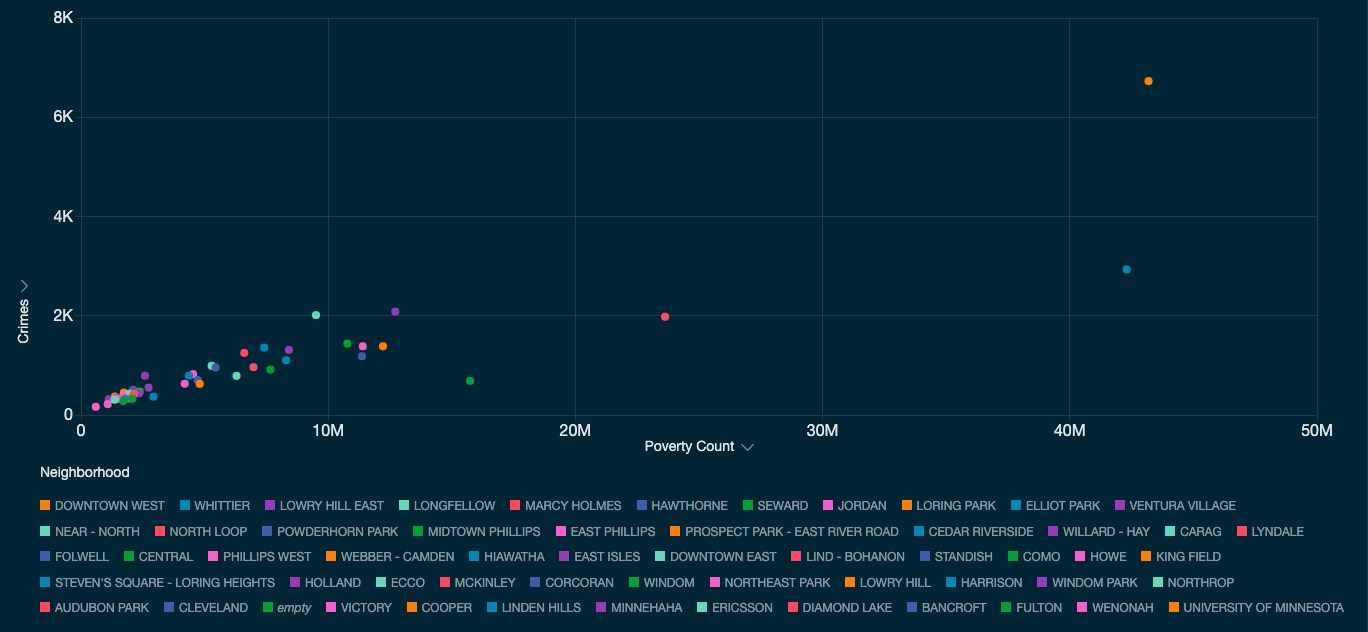 8K
6K
4K
2K
0
Crimes
0 10M 20M 30M 40M 50M
Poverty Count
Neighborhood
DOWNTOWN WEST WHITTIER LOWRY HILL EAST LONGFELLOW MARCY HOLMES HAWTHORNE SEWARD JORDAN LORING PARK ELLIOT PARK VENTURA VILLAGE
NEAR - NORTH NORTH LOOP POWDERHORN PARK MIDTOWN PHILLIPS EAST PHILLIPS PROSPECT PARK - EAST RIVER ROAD CEDAR RIVERSIDE WILLARD - HAY CARAG LYNDALE
FOLWELL CENTRAL PHILLIPS WEST WEBBER - CAMDEN HIAWATHA EAST ISLES DOWNTOWN EAST LIND - BOHANON STANDISH COMO HOWE KING FIELD
STEVEN'S SQUARE - LORING HEIGHTS HOLLAND ECCO MCKINLEY CORCORAN WINDOM NORTHEAST PARK LOWRY HILL HARRISON WINDOM PARK NORTHROP
AUDUBON PARK CLEVELAND empty VICTORY COOPER LINDEN HILLS MINNEHAHA ERICSSON DIAMOND LAKE BANCROFT FULTON WENONAH UNIVERSITY OF MINNESOTA